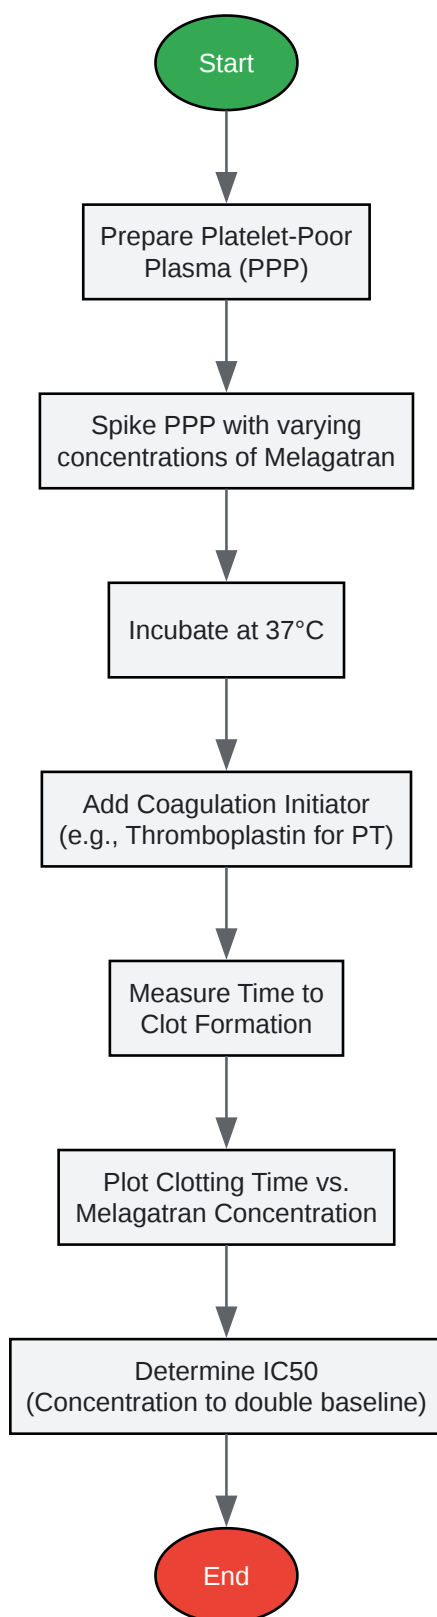 Start
Prepare Platelet-Poor
Plasma (PPP)
Spike PPP with varying
concentrations of Melagatran
Incubate at 37°C
Add Coagulation Initiator
(e.g., Thromboplastin for PT)
Measure Time to
Clot Formation
Plot Clotting Time vs.
Melagatran Concentration
Determine IC50
(Concentration to double baseline)
End